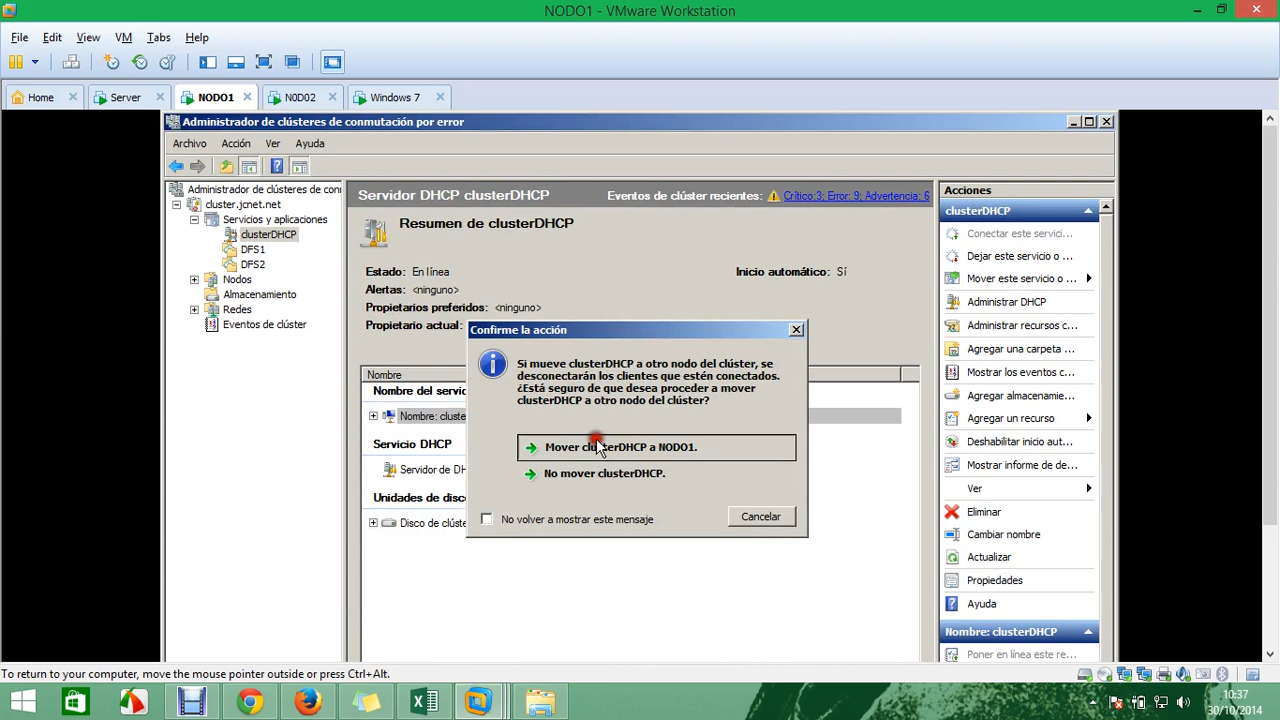 NODO1 - VMware Workstation
File Edit View VM Tabs Help
Home Server NODO1 N0D02 Windows 7
Administrador de clústeres de conmutación por error
Archivo Acción Ver Ayuda
Administrador de clústeres de con
cluster.jcnet.net
Servicios y aplicaciones
clusterDHCP
DFS1
DFS2
Nodos
Almacenamiento
Redes
Eventos de clúster
Servidor DHCP clusterDHCP Eventos de clúster recientes: Crítico:3; Error: 9; Advertencia: 6
Resumen de clusterDHCP
Estado: En línea Inicio automático: Sí
Alertas: <ninguno>
Propietarios preferidos: <ninguno>
Propietario actual:
Nombre
Nombre del servic
Nombre: cluste
Servicio DHCP
Servidor de DH
Unidades de disco
Disco de clúste
Confirme la acción
Si mueve clusterDHCP a otro nodo del clúster, se
desconectarán los clientes que estén conectados.
¿Está seguro de que desea proceder a mover
clusterDHCP a otro nodo del clúster?
Mover clusterDHCP a NODO1.
No mover clusterDHCP.
No volver a mostrar este mensaje Cancelar
Acciones
clusterDHCP
Conectar este servici...
Dejar este servicio o ...
Mover este servicio o ...
Administrar DHCP
Administrar recursos c...
Agregar una carpeta ...
Mostrar los eventos c...
Agregar almacenamie...
Agregar un recurso
Deshabilitar inicio aut...
Mostrar informe de de...
Ver
Eliminar
Cambiar nombre
Actualizar
Propiedades
Ayuda
Nombre: clusterDHCP
Poner en línea este re...
To return to your computer, move the mouse pointer outside or press Ctrl+Alt.
10:37
30/10/2014